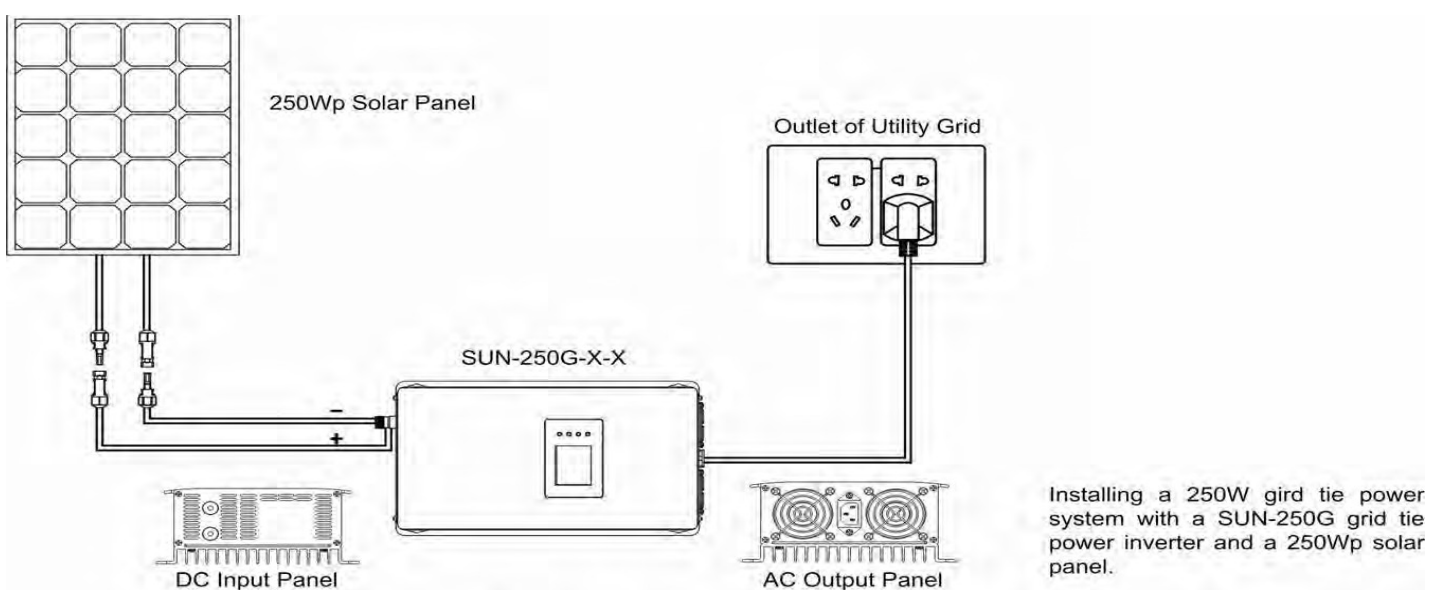 250Wp Solar Panel
Outlet of Utility Grid
SUN-250G-X-X
-
+
DC Input Panel
AC Output Panel
Installing a 250W gird tie power
system with a SUN-250G grid tie
power inverter and a 250Wp solar
panel.